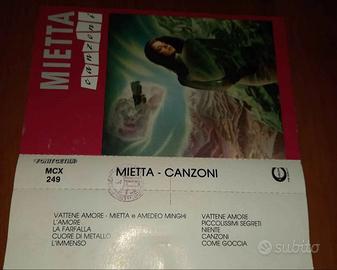 MIETTA
canzoni
FONIT CETRA
MCX
249
MIETTA - CANZONI
VATTENE AMORE - MIETTA e AMEDEO MINGHI
L'AMORE
LA FARFALLA
CUORE DI METALLO
L'IMMENSO
VATTENE AMORE
PICCOLISSIMI SEGRETI
NIENTE
CANZONI
COME GOCCIA
subito